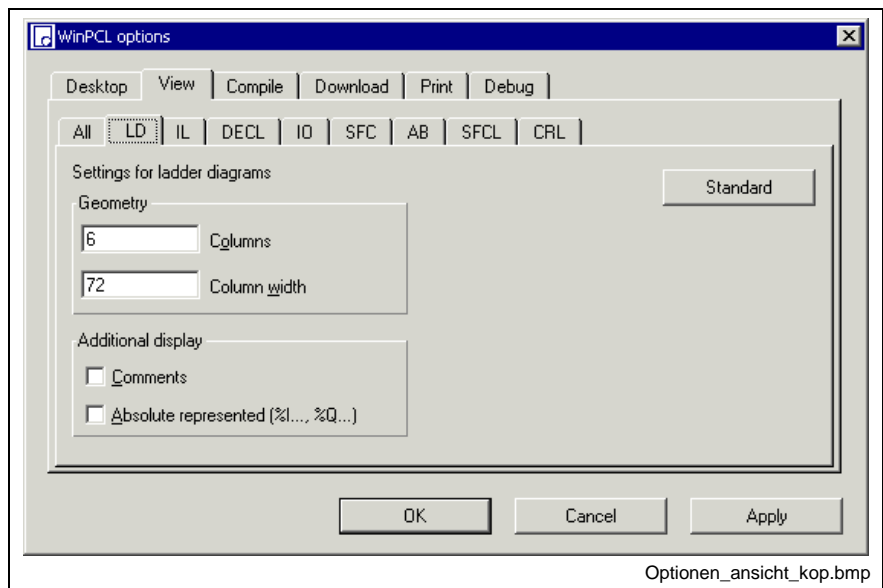 WinPCL options
Desktop View Compile Download Print Debug
All LD IL DECL IO SFC AB SFCL CRL
Settings for ladder diagrams
Standard
Geometry
6 Columns
72 Column width
Additional display
Comments
Absolute represented (%I..., %Q...)
OK Cancel Apply
Optionen_ansicht_kop.bmp